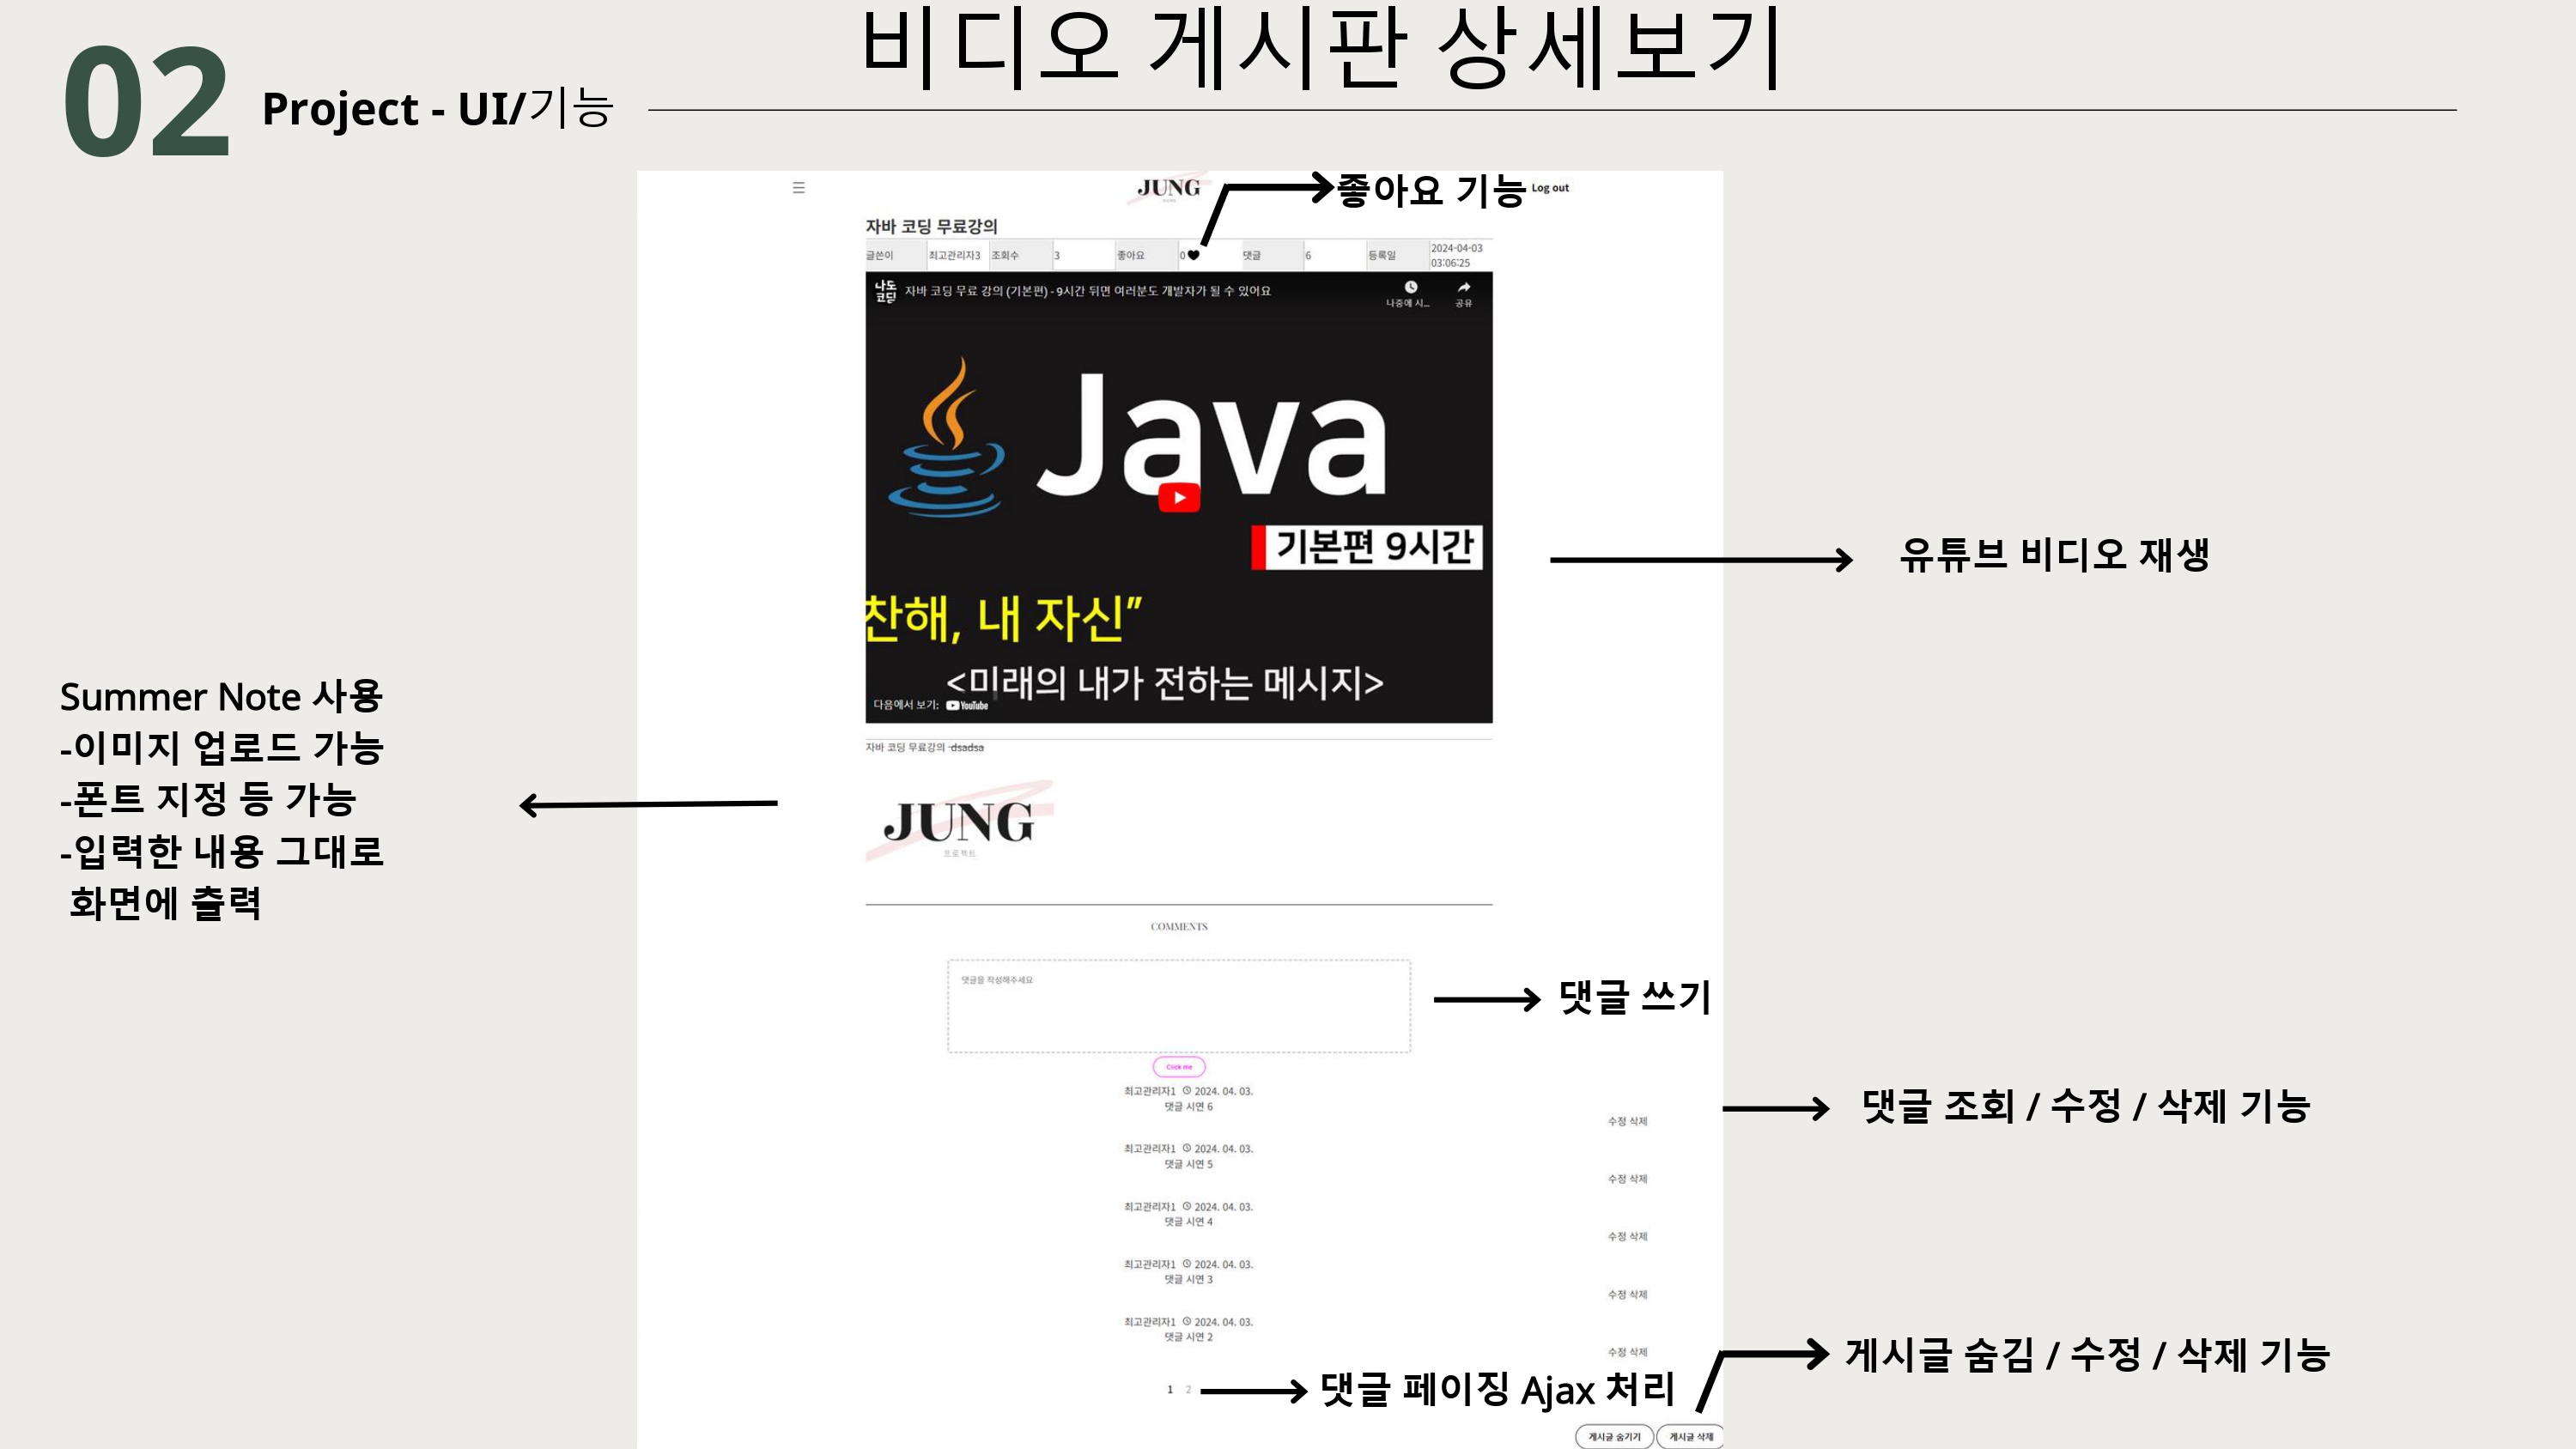 비디오 게시판 상세보기
02 Project - UI/기능
JUNG
좋아요 기능
Log out
자바 코딩 무료강의
글쓴이 최고관리자3 조회수 3 좋아요 0 댓글 6 등록일 2024-04-03
03:06:25
나도
코딩
자바 코딩 무료 강의 (기본편) - 9시간 뒤면 여러분도 개발자가 될 수 있어요
나중에 시...
공유
Java
기본편 9시간
유튜브 비디오 재생
찬해, 내 자신”
<미래의 내가 전하는 메시지>
다음에서 보기: YouTube
Summer Note 사용
-이미지 업로드 가능
-폰트 지정 등 가능
-입력한 내용 그대로
화면에 출력
자바 코딩 무료강의 dsadsa
JUNG
프로젝트
COMMENTS
댓글을 작성해주세요
댓글 쓰기
Click me
최고관리자1 2024. 04. 03.
댓글 시연 6
수정 삭제
댓글 조회 / 수정 / 삭제 기능
최고관리자1 2024. 04. 03.
댓글 시연 5
수정 삭제
최고관리자1 2024. 04. 03.
댓글 시연 4
수정 삭제
최고관리자1 2024. 04. 03.
댓글 시연 3
수정 삭제
최고관리자1 2024. 04. 03.
댓글 시연 2
수정 삭제
게시글 숨김 / 수정 / 삭제 기능
1 2
댓글 페이징 Ajax 처리
게시글 숨기기 게시글 삭제